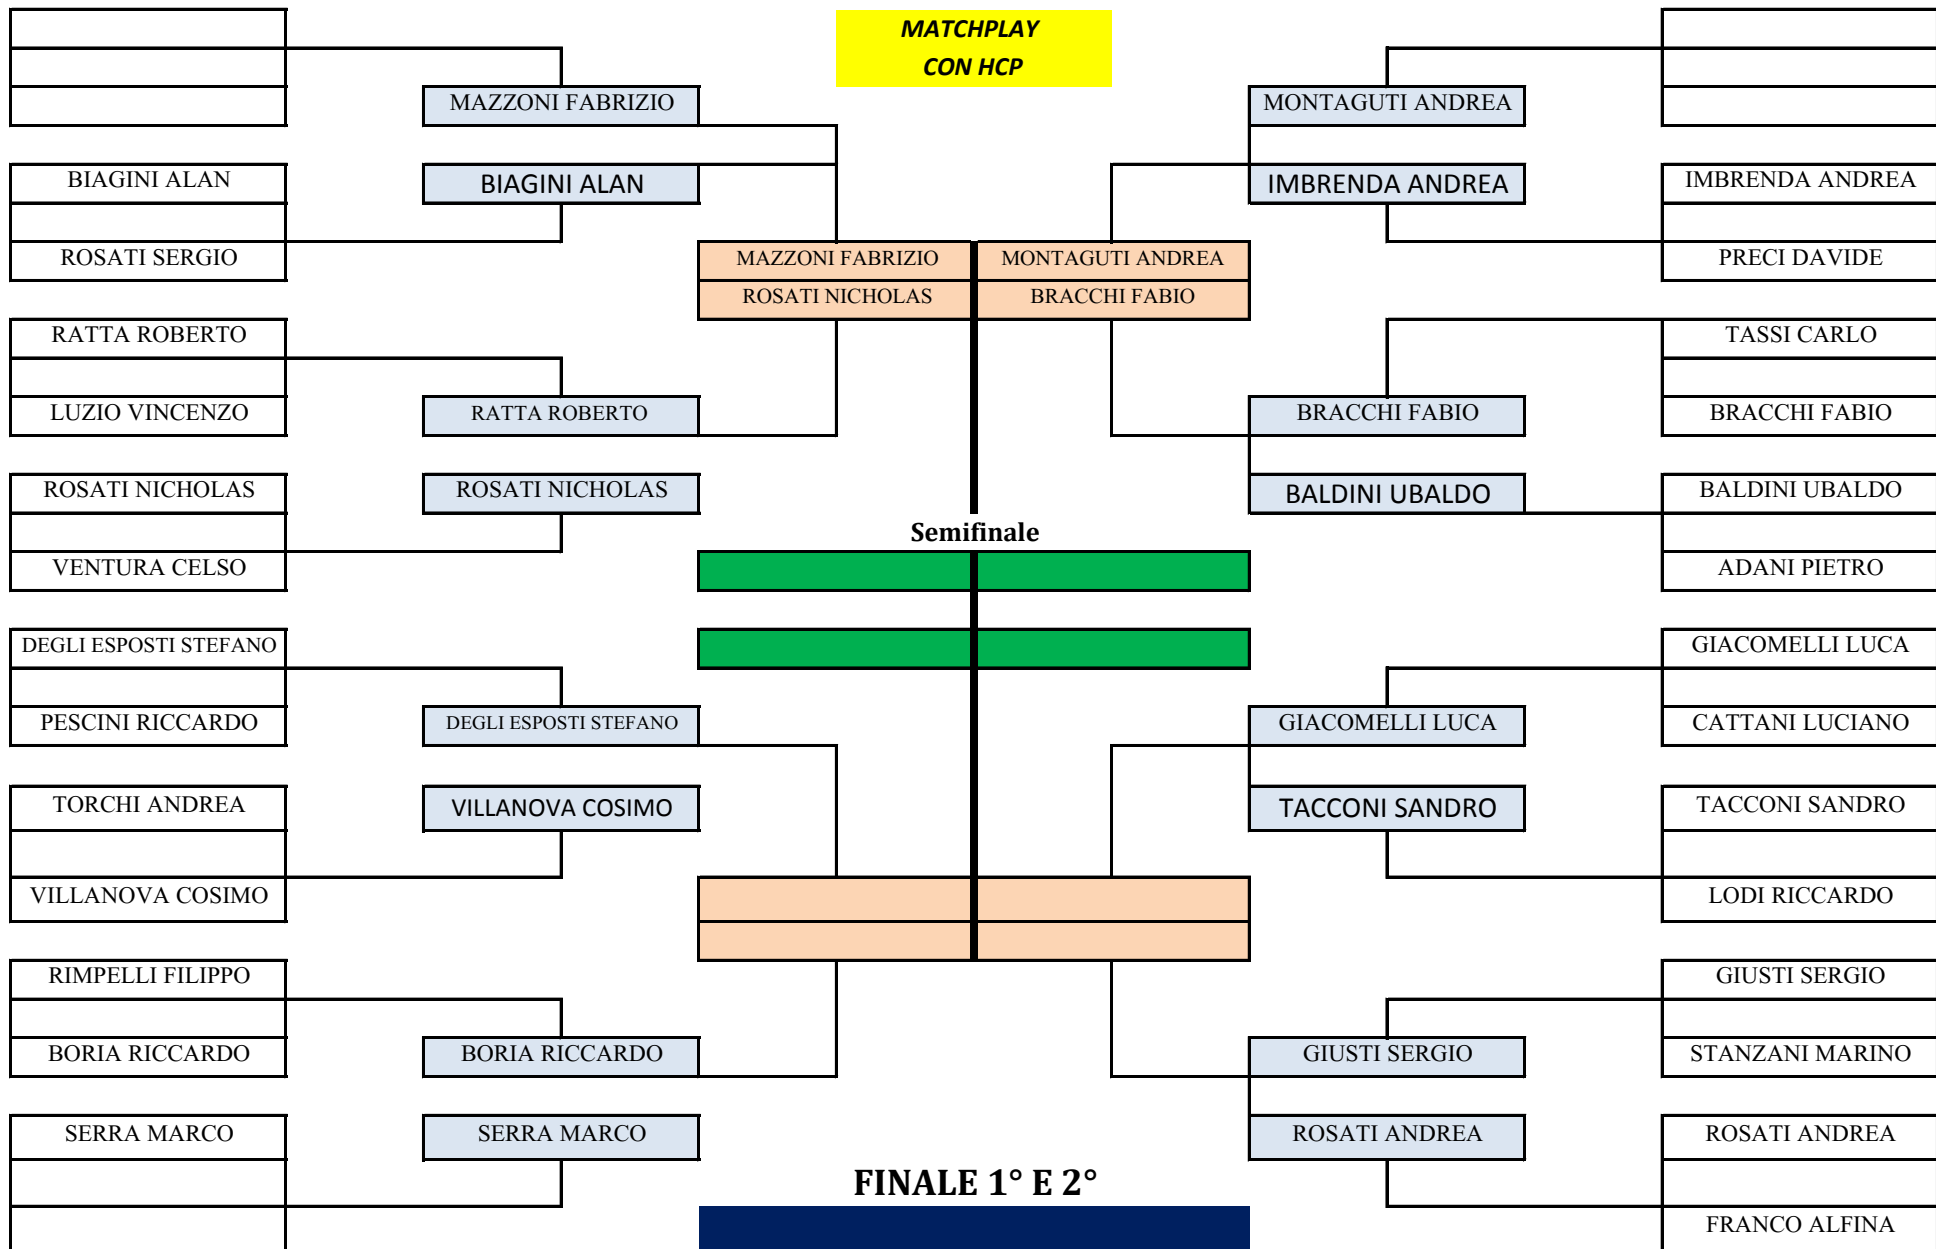 MATCHPLAY
CON HCP
MAZZONI FABRIZIO
MONTAGUTI ANDREA
BIAGINI ALAN
BIAGINI ALAN
IMBRENDA ANDREA
IMBRENDA ANDREA
ROSATI SERGIO
MAZZONI FABRIZIO
MONTAGUTI ANDREA
PRECI DAVIDE
ROSATI NICHOLAS
BRACCHI FABIO
RATTA ROBERTO
TASSI CARLO
LUZIO VINCENZO
RATTA ROBERTO
BRACCHI FABIO
BRACCHI FABIO
ROSATI NICHOLAS
ROSATI NICHOLAS
BALDINI UBALDO
BALDINI UBALDO
Semifinale
VENTURA CELSO
ADANI PIETRO
DEGLI ESPOSTI STEFANO
GIACOMELLI LUCA
PESCINI RICCARDO
DEGLI ESPOSTI STEFANO
GIACOMELLI LUCA
CATTANI LUCIANO
TORCHI ANDREA
VILLANOVA COSIMO
TACCONI SANDRO
TACCONI SANDRO
VILLANOVA COSIMO
LODI RICCARDO
RIMPELLI FILIPPO
GIUSTI SERGIO
BORIA RICCARDO
BORIA RICCARDO
GIUSTI SERGIO
STANZANI MARINO
SERRA MARCO
SERRA MARCO
ROSATI ANDREA
ROSATI ANDREA
FINALE 1° E 2°
FRANCO ALFINA